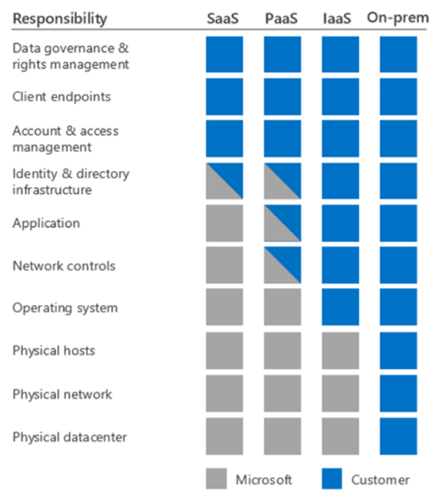 Responsibility SaaS PaaS IaaS On-prem
Data governance &
rights management
Client endpoints
Account & access
management
Identity & directory
infrastructure
Application
Network controls
Operating system
Physical hosts
Physical network
Physical datacenter
Microsoft Customer